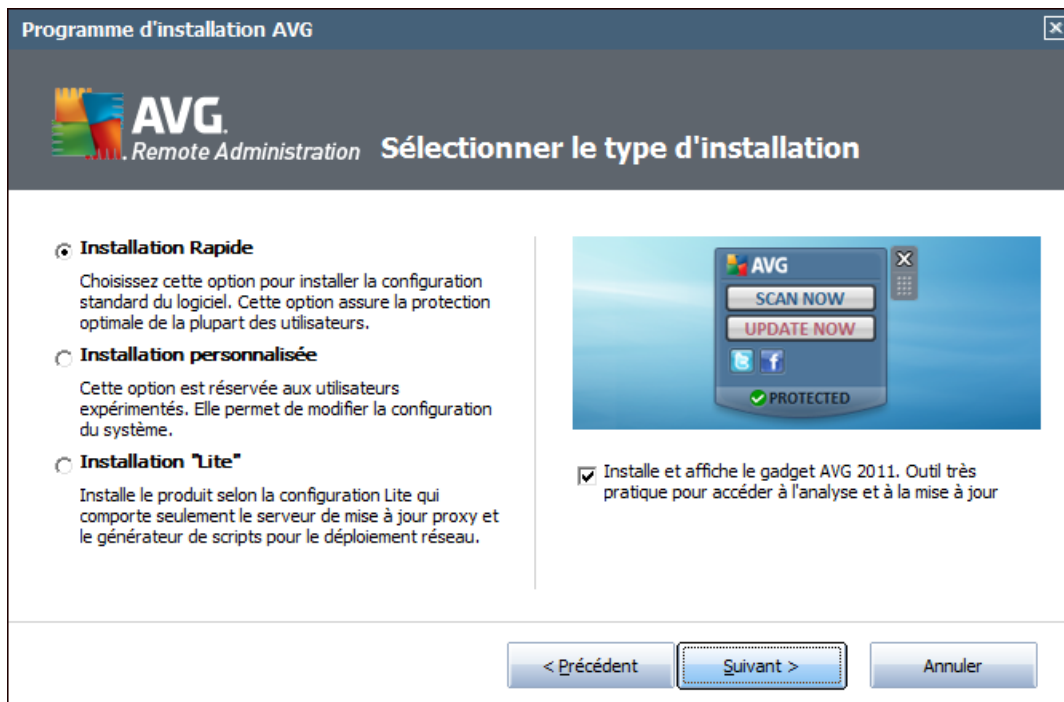 Programme d'installation AVG
AVG.
Remote Administration
Sélectionner le type d'installation
Installation Rapide
Choisissez cette option pour installer la configuration
standard du logiciel. Cette option assure la protection
optimale de la plupart des utilisateurs.
Installation personnalisée
Cette option est réservée aux utilisateurs
expérimentés. Elle permet de modifier la configuration
du système.
Installation "Lite"
Installe le produit selon la configuration Lite qui
comporte seulement le serveur de mise à jour proxy et
le générateur de scripts pour le déploiement réseau.
AVG
SCAN NOW
UPDATE NOW
PROTECTED
Installe et affiche le gadget AVG 2011. Outil très
pratique pour accéder à l'analyse et à la mise à jour
< Précédent
Suivant >
Annuler